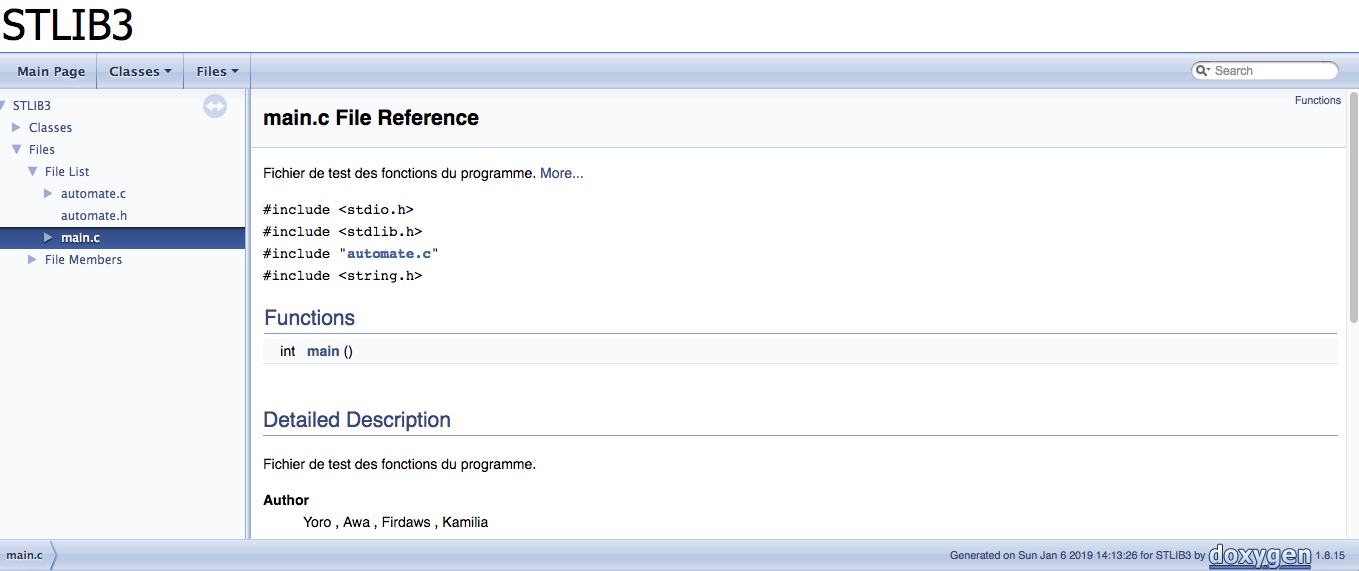 STLIB3
Main Page Classes Files Search
STLIB3
Classes
Files
File List
automate.c
automate.h
main.c
File Members
Functions
main.c File Reference
Fichier de test des fonctions du programme. More...
#include <stdio.h>
#include <stdlib.h>
#include "automate.c"
#include <string.h>
Functions
int main ()
Detailed Description
Fichier de test des fonctions du programme.
Author
Yoro , Awa , Firdaws , Kamilia
main.c Generated on Sun Jan 6 2019 14:13:26 for STLIB3 by doxygen 1.8.15